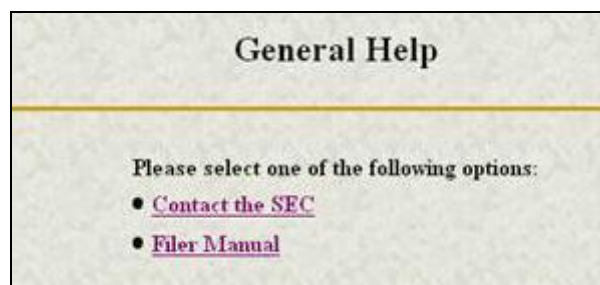 General Help
Please select one of the following options:
• Contact the SEC
• Filer Manual